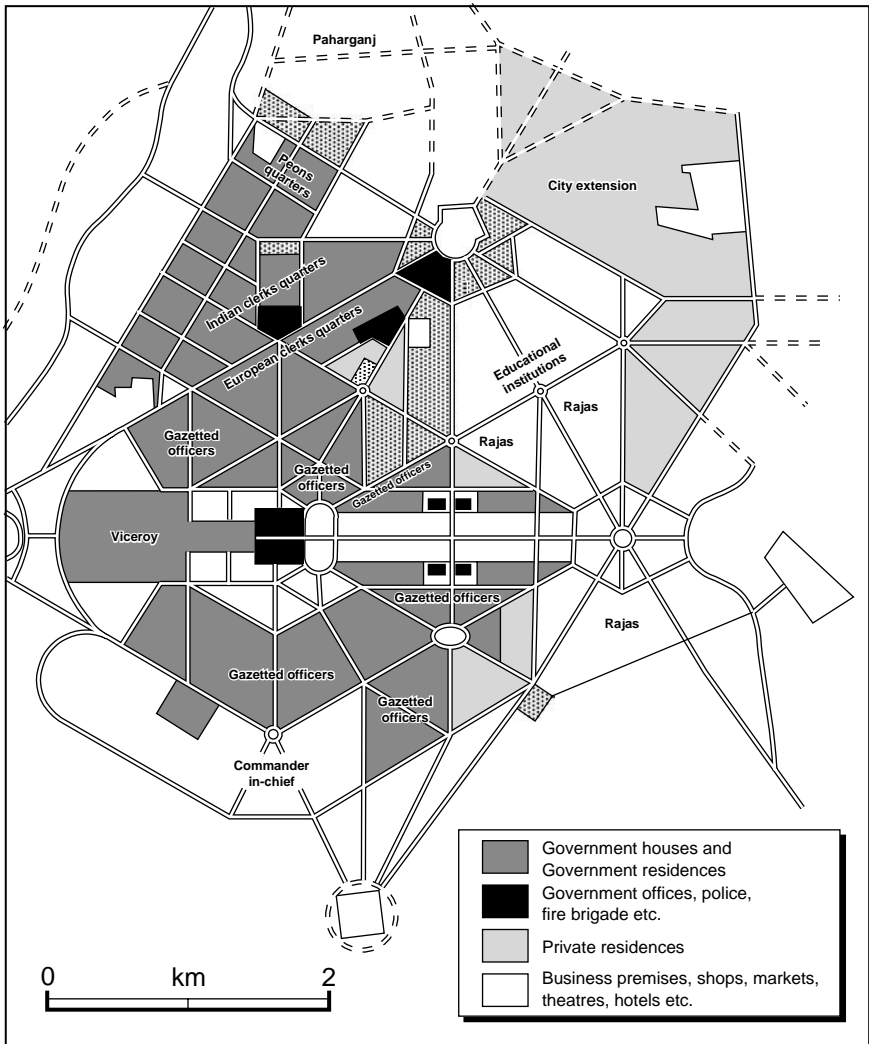 Paharganj
Peons
quarters
City extension
Indian clerks quarters
European clerks quarters
Educational
institutions
Rajas
Rajas
Gazetted
officers
Gazetted
officers
Gazetted officers
Viceroy
Gazetted officers
Rajas
Gazetted officers
Gazetted
officers
Commander
in-chief
Government houses and
Government residences
Government offices, police,
fire brigade etc.
Private residences
Business premises, shops, markets,
theatres, hotels etc.
0 km 2